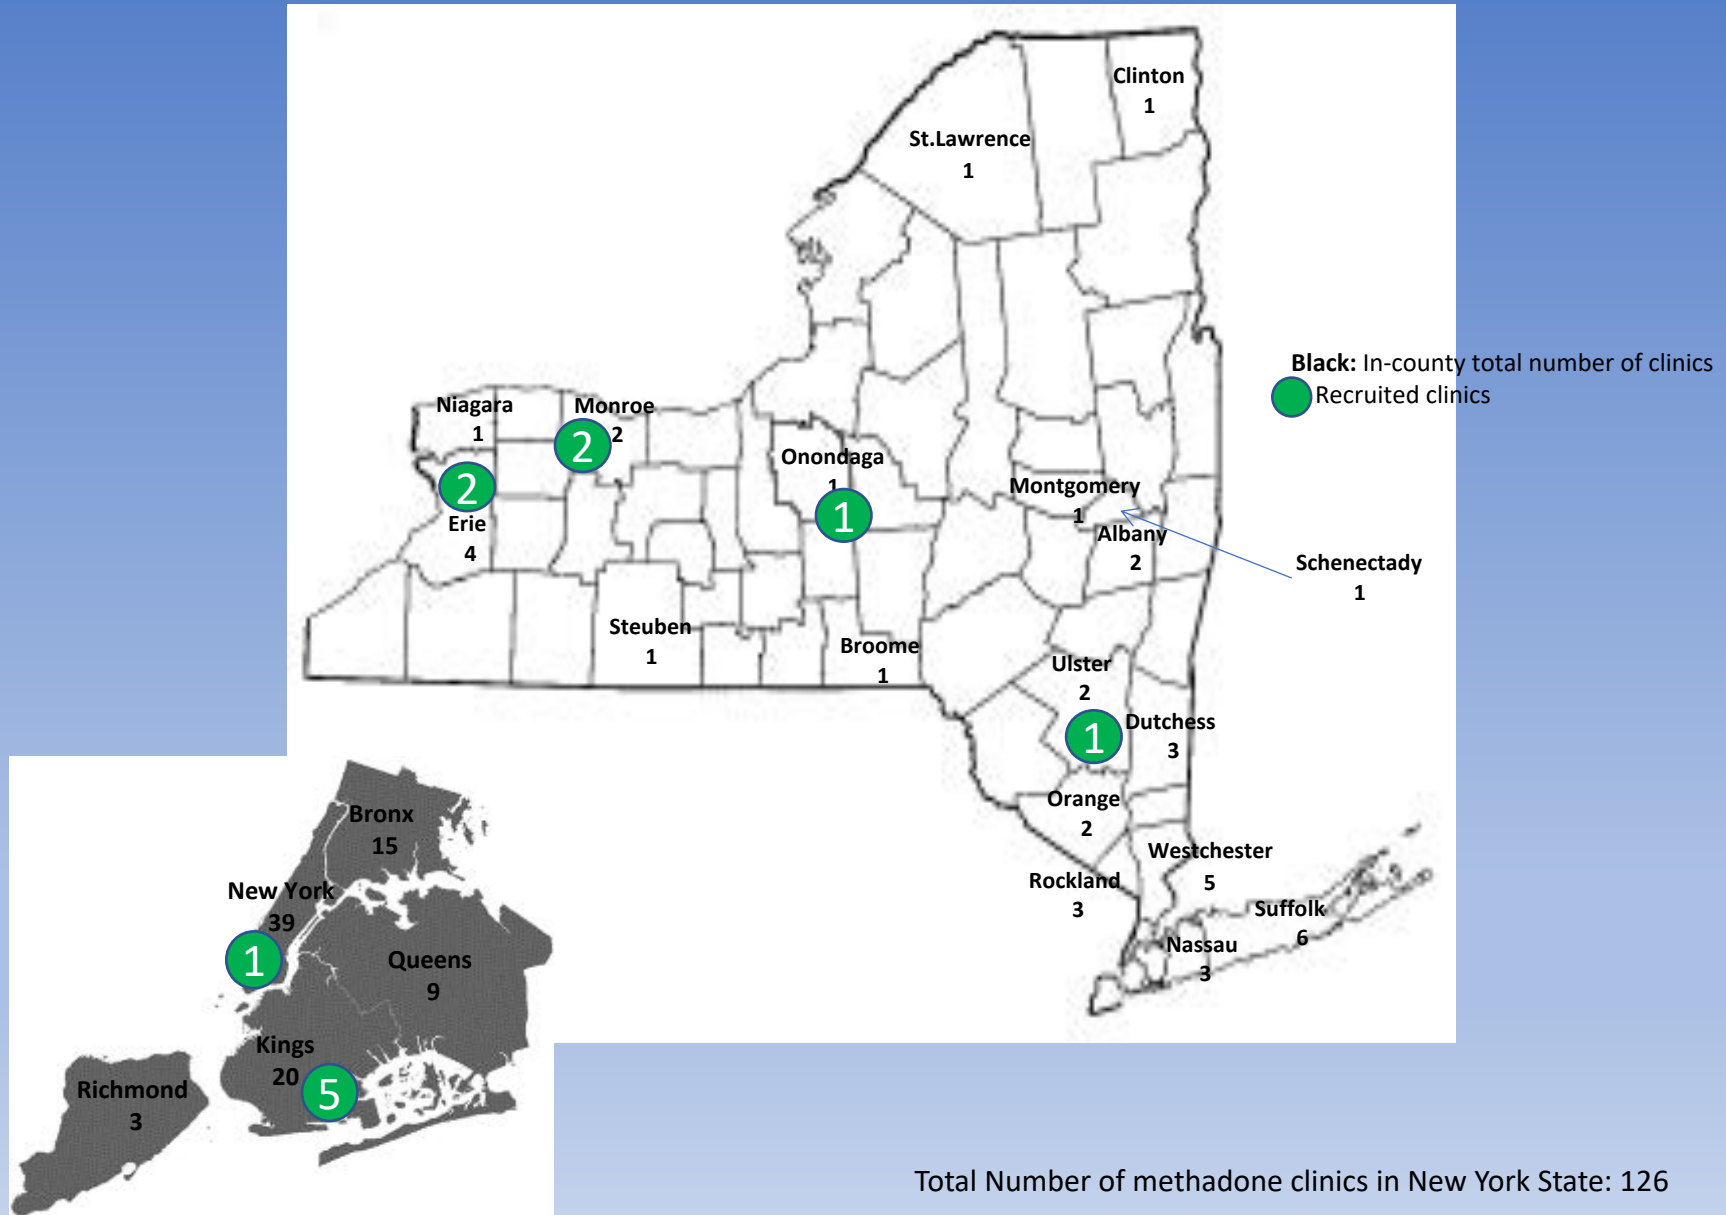 Clinton
1
St.Lawrence
1
Black: In-county total number of clinics
Recruited clinics
Niagara
1
Monroe
2
2
2
Erie
4
Onondaga
1
1
Montgomery
1
Albany
2
Schenectady
1
Steuben
1
Broome
1
Ulster
2
1
Dutchess
3
Orange
2
Westchester
5
Rockland
3
Suffolk
6
Nassau
3
Bronx
15
New York
39
1
Queens
9
Kings
20
5
Richmond
3
Total Number of methadone clinics in New York State: 126